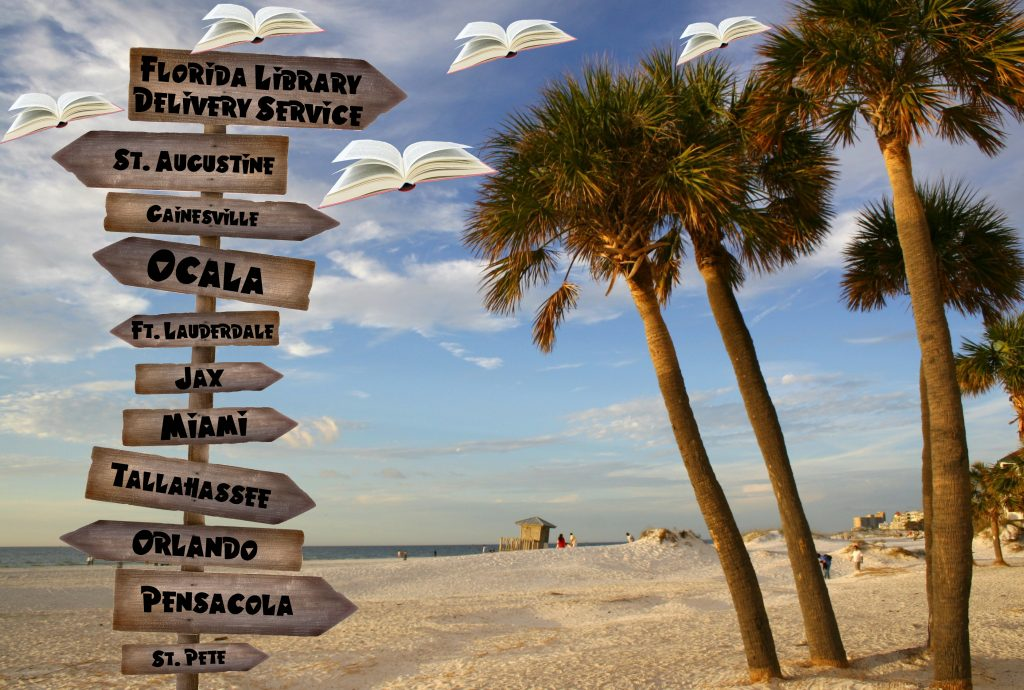 Florida Library
Delivery Service
St. Augustine
Gainesville
Ocala
Ft. Lauderdale
Jax
Miami
Tallahassee
Orlando
Pensacola
St. Pete